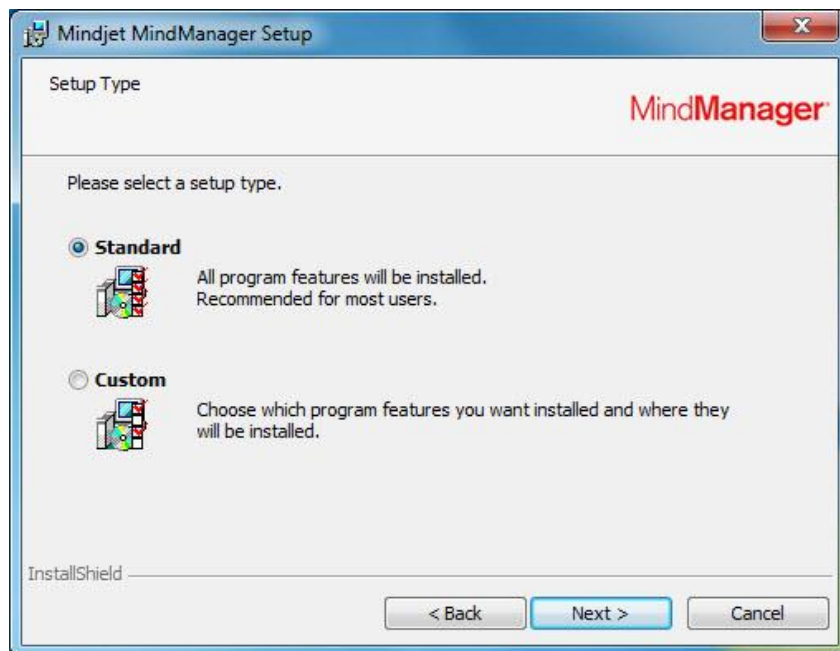 Mindjet MindManager Setup
Setup Type
MindManager
Please select a setup type.
Standard
All program features will be installed.
Recommended for most users.
Custom
Choose which program features you want installed and where they
will be installed.
InstallShield
< Back
Next >
Cancel